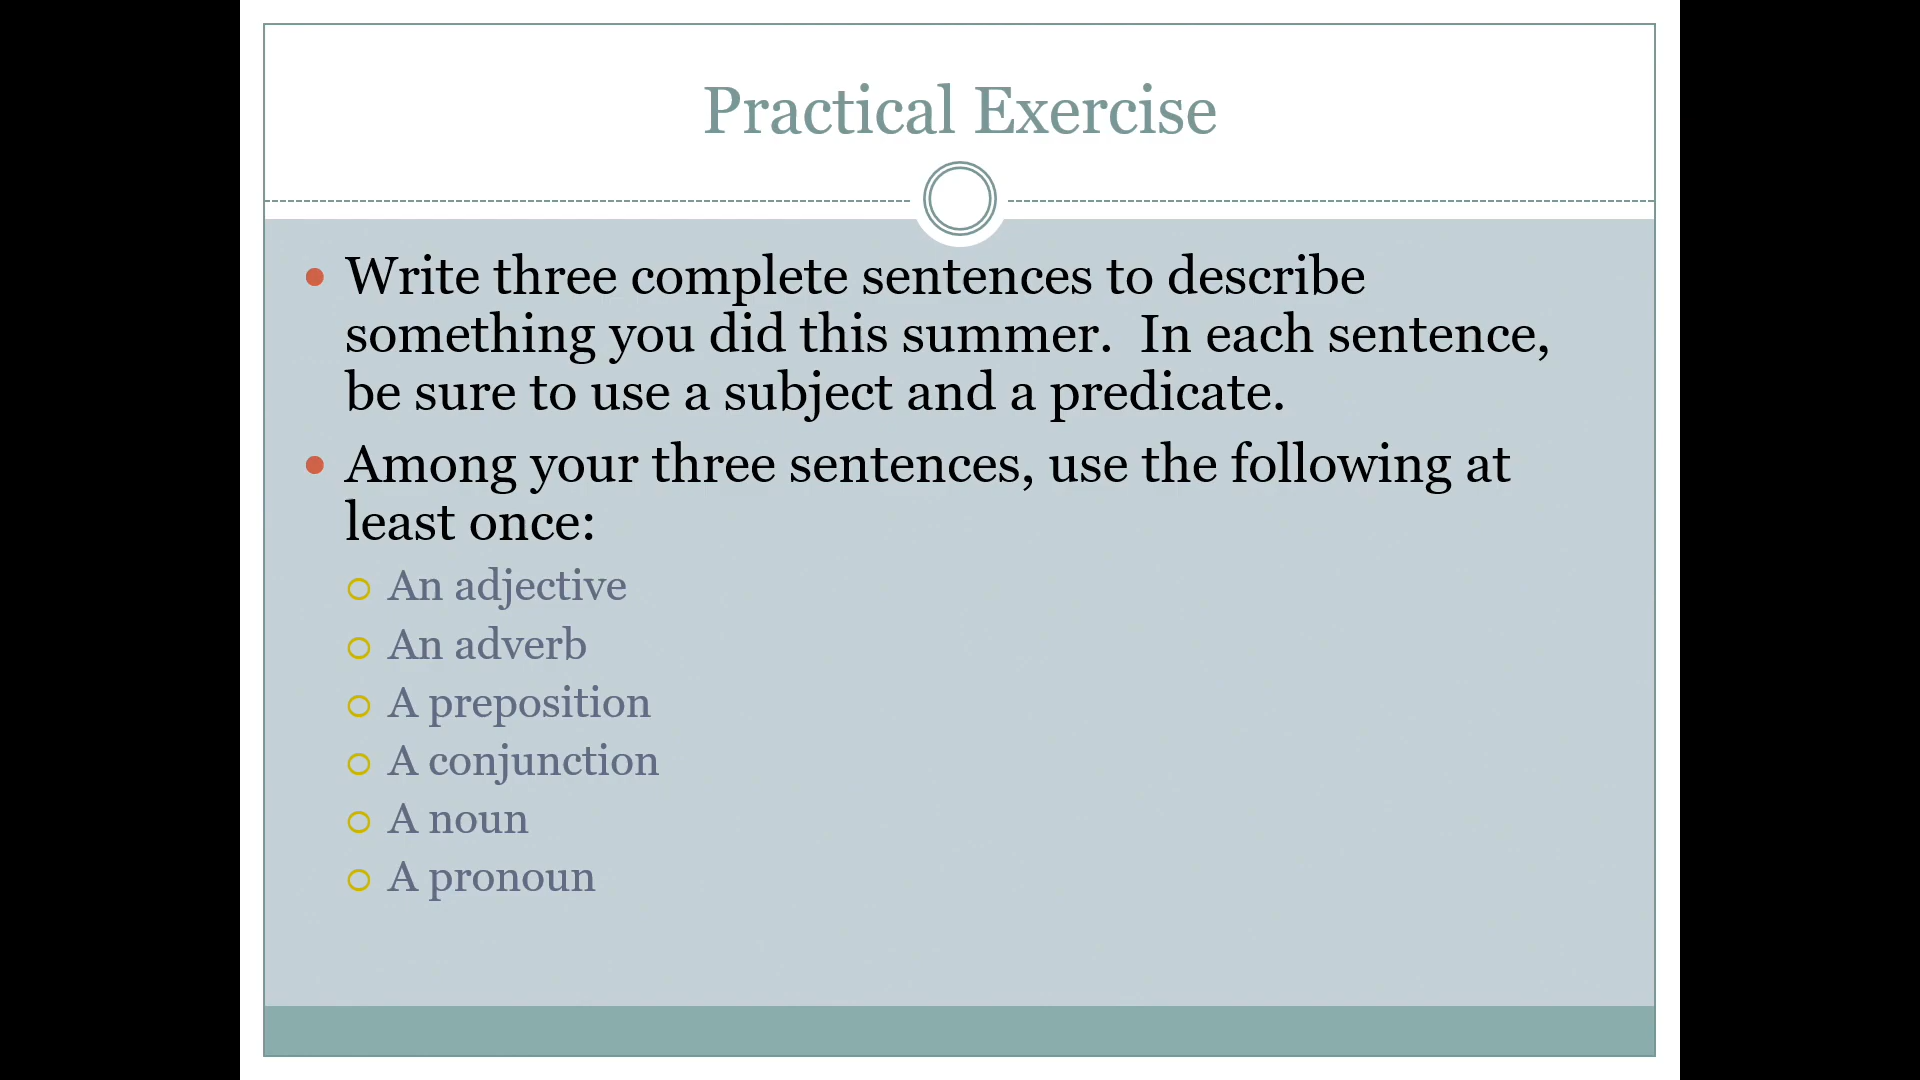 Practical Exercise
Write three complete sentences to describe
something you did this summer.  In each sentence,
be sure to use a subject and a predicate.
Among your three sentences, use the following at
least once:
An adjective
An adverb
A preposition
A conjunction
A noun
A pronoun